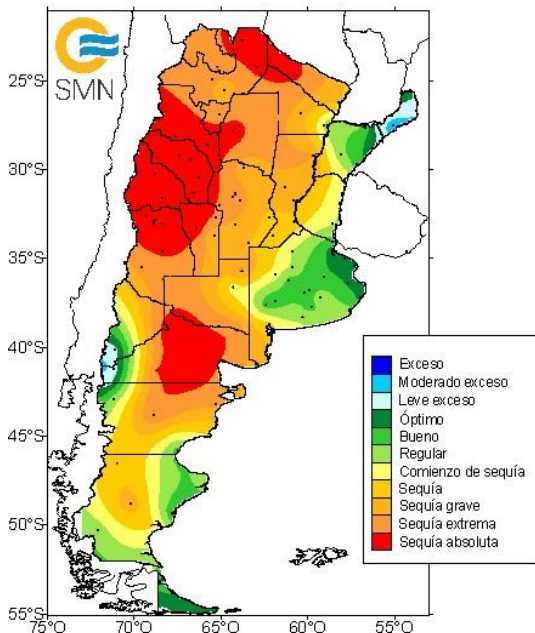 SMN
25°S
30°S
35°S
40°S
45°S
50°S
55°S
75°O
70°O
65°O
60°O
55°O
Exceso
Moderado exceso
Leve exceso
Óptimo
Bueno
Regular
Comienzo de sequía
Sequía
Sequía grave
Sequía extrema
Sequía absoluta